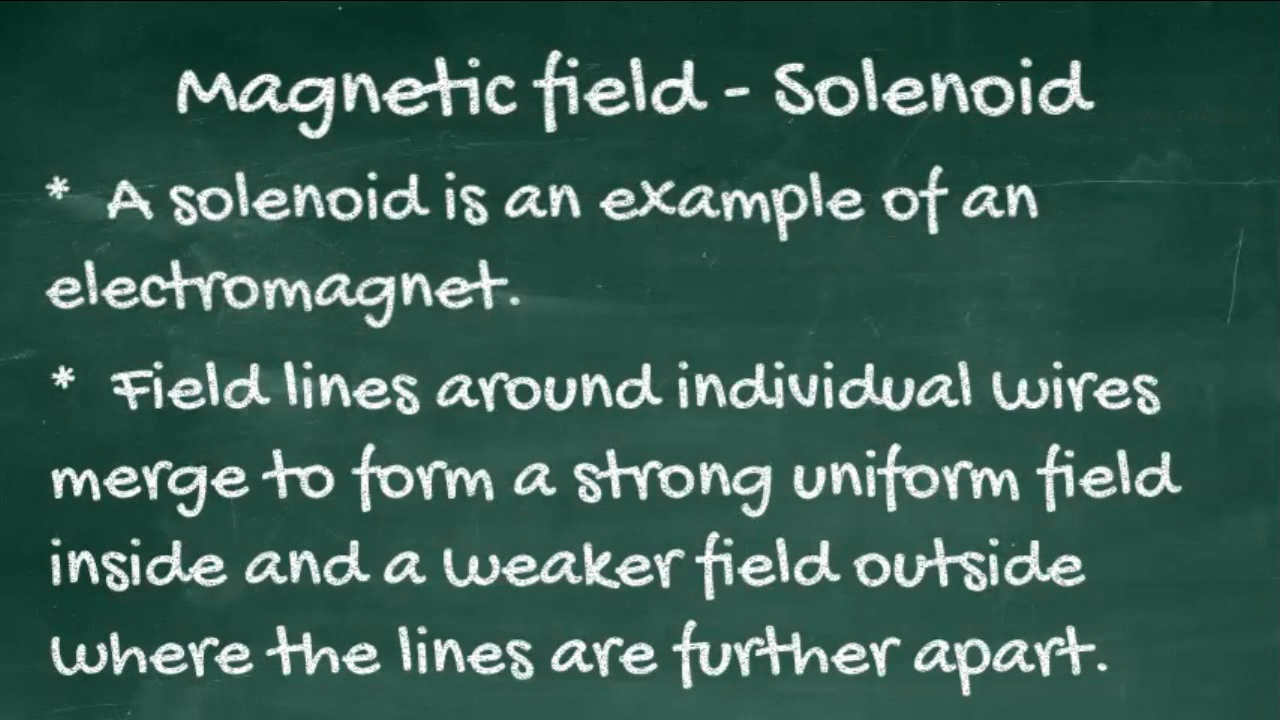 Magnetic field - Solenoid
* A solenoid is an example of an
electromagnet.
* Field lines around individual wires
merge to form a strong uniform field
inside and a weaker field outside
where the lines are further apart.